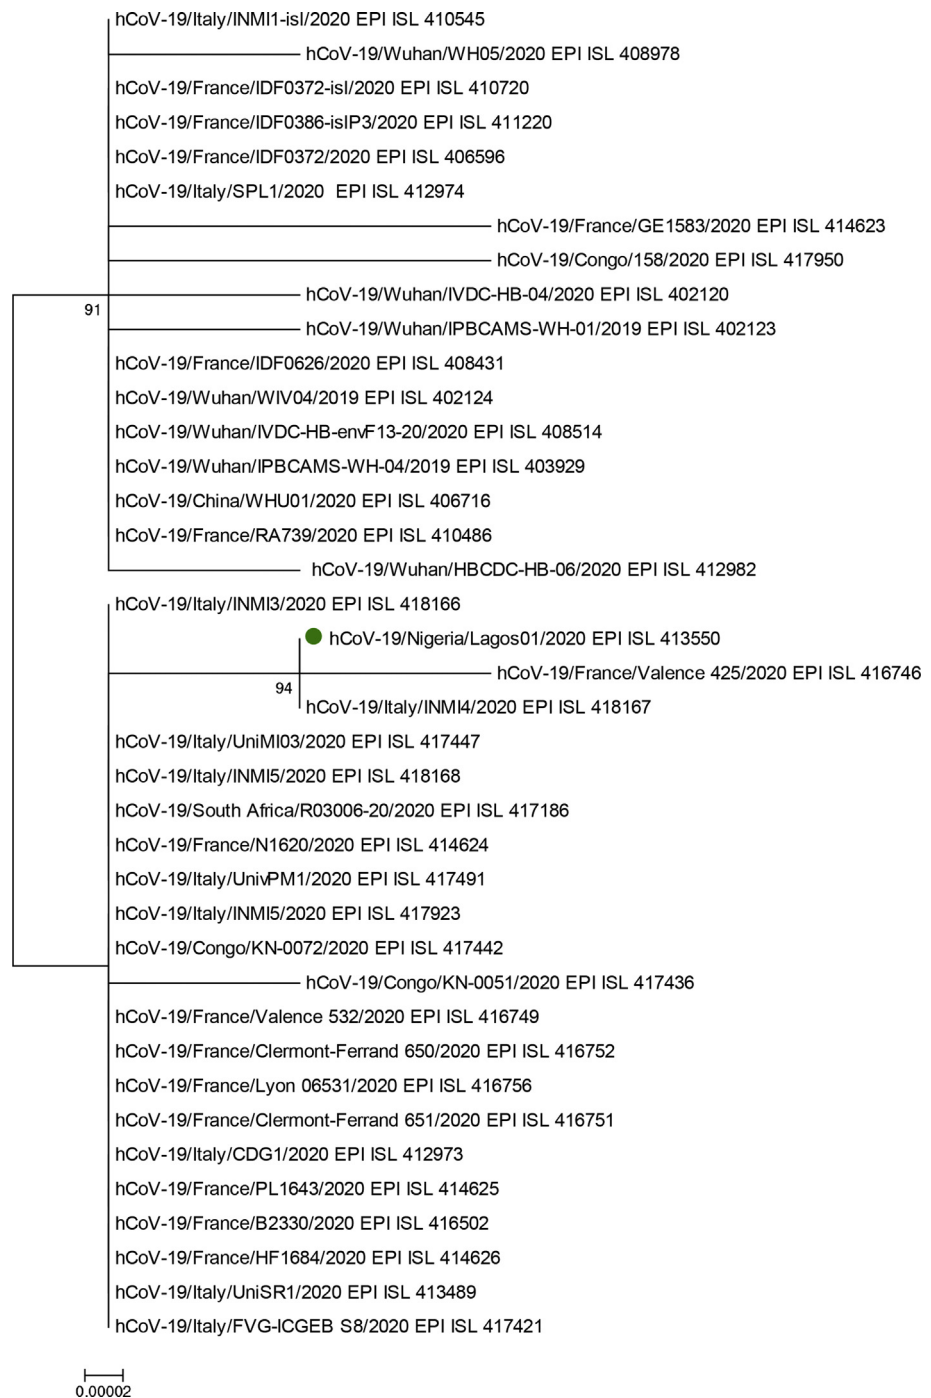 hCoV-19/Italy/INMI1-isl/2020 EPI ISL 410545
hCoV-19/Wuhan/WH05/2020 EPI ISL 408978
hCoV-19/France/IDF0372-isl/2020 EPI ISL 410720
hCoV-19/France/IDF0386-islP3/2020 EPI ISL 411220
hCoV-19/France/IDF0372/2020 EPI ISL 406596
hCoV-19/Italy/SPL1/2020 EPI ISL 412974
hCoV-19/France/GE1583/2020 EPI ISL 414623
hCoV-19/Congo/158/2020 EPI ISL 417950
hCoV-19/Wuhan/IVDC-HB-04/2020 EPI ISL 402120
91
hCoV-19/Wuhan/IPBCAMS-WH-01/2019 EPI ISL 402123
hCoV-19/France/IDF0626/2020 EPI ISL 408431
hCoV-19/Wuhan/WIV04/2019 EPI ISL 402124
hCoV-19/Wuhan/IVDC-HB-envF13-20/2020 EPI ISL 408514
hCoV-19/Wuhan/IPBCAMS-WH-04/2019 EPI ISL 403929
hCoV-19/China/WHU01/2020 EPI ISL 406716
hCoV-19/France/RA739/2020 EPI ISL 410486
hCoV-19/Wuhan/HBCDC-HB-06/2020 EPI ISL 412982
hCoV-19/Italy/INMI3/2020 EPI ISL 418166
hCoV-19/Nigeria/Lagos01/2020 EPI ISL 413550
hCoV-19/France/Valence 425/2020 EPI ISL 416746
94
hCoV-19/Italy/INMI4/2020 EPI ISL 418167
hCoV-19/Italy/UniMI03/2020 EPI ISL 417447
hCoV-19/Italy/INMI5/2020 EPI ISL 418168
hCoV-19/South Africa/R03006-20/2020 EPI ISL 417186
hCoV-19/France/N1620/2020 EPI ISL 414624
hCoV-19/Italy/UnivPM1/2020 EPI ISL 417491
hCoV-19/Italy/INMI5/2020 EPI ISL 417923
hCoV-19/Congo/KN-0072/2020 EPI ISL 417442
hCoV-19/Congo/KN-0051/2020 EPI ISL 417436
hCoV-19/France/Valence 532/2020 EPI ISL 416749
hCoV-19/France/Clermont-Ferrand 650/2020 EPI ISL 416752
hCoV-19/France/Lyon 06531/2020 EPI ISL 416756
hCoV-19/France/Clermont-Ferrand 651/2020 EPI ISL 416751
hCoV-19/Italy/CDG1/2020 EPI ISL 412973
hCoV-19/France/PL1643/2020 EPI ISL 414625
hCoV-19/France/B2330/2020 EPI ISL 416502
hCoV-19/France/HF1684/2020 EPI ISL 414626
hCoV-19/Italy/UniSR1/2020 EPI ISL 413489
hCoV-19/Italy/FVG-ICGEB S8/2020 EPI ISL 417421
0.00002